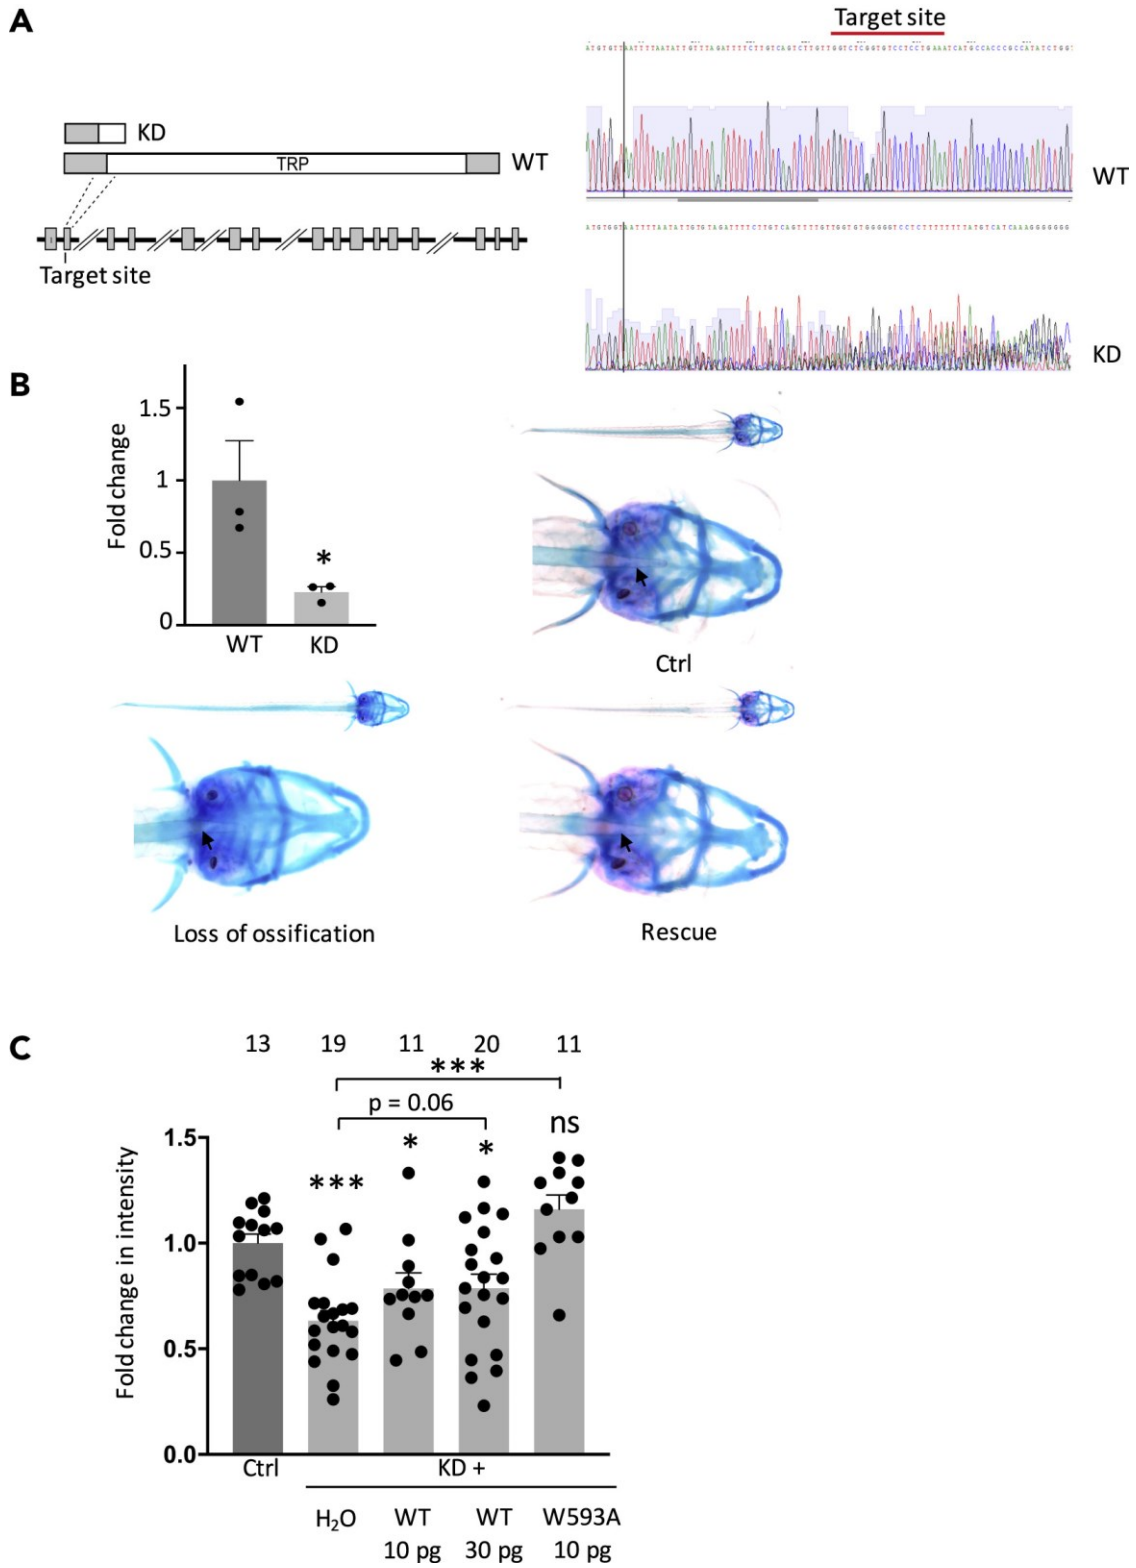 A
Target site
ATGTGTTAATTTTAATATTGTTTAGATTTTCTTGTCAGTCTTGTTGGTCTCGGTGTCCTCCTGAAATCATGCCACCCGCCATATCTGG
KD
TRP
WT
WT
Target site
ATGTGGTAATTTTAATATTGTGTAGATTTTCTTGTCAGTTTTGTTGGTGTGGGGGTCCTCTTTTTTTTATGTCATCAAAGGGGGGG
KD
B
Fold change
1.5
1
0.5
0
*
WT KD
Ctrl
Loss of ossification
Rescue
C
13 19 11 20 11
***
p = 0.06
*** * * ns
Fold change in intensity
1.5
1.0
0.5
0.0
Ctrl KD +
H₂O WT WT W593A
10 pg 30 pg 10 pg